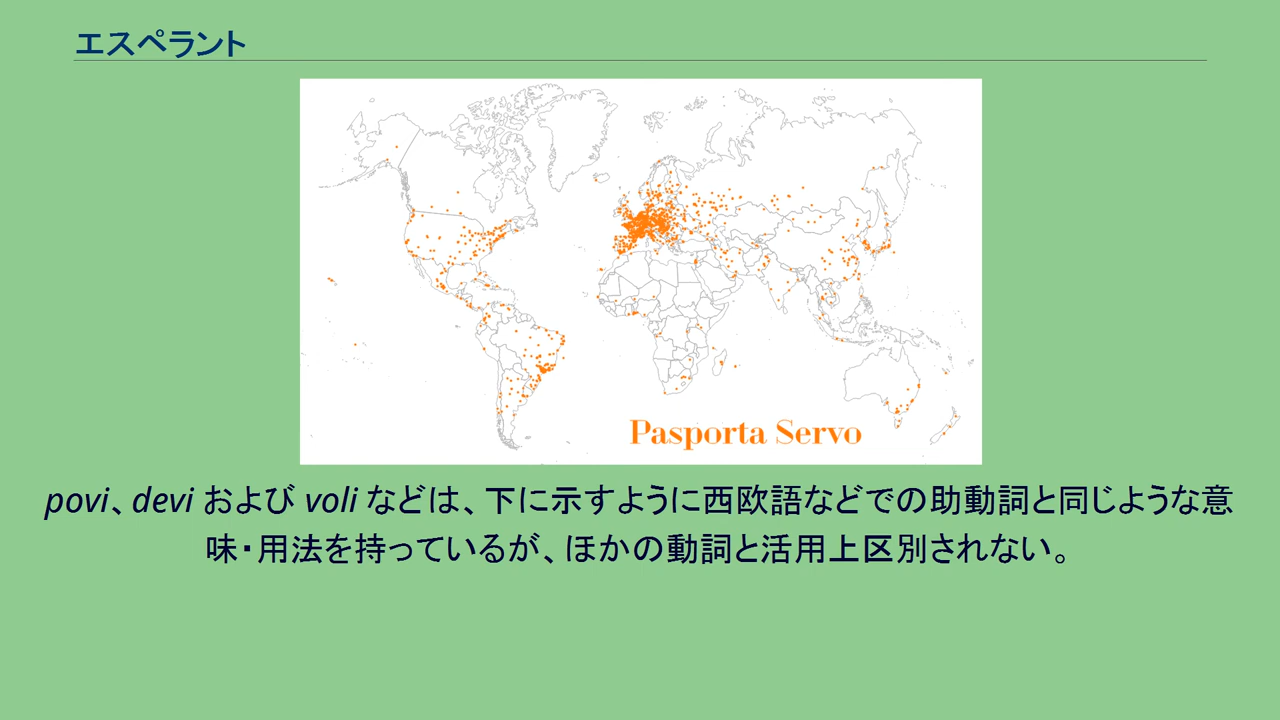 エスペラント
Pasporta Servo
povi、devi および voli などは、下に示すように西欧語などでの助動詞と同じような意
味・用法を持っているが、ほかの動詞と活用上区別されない。